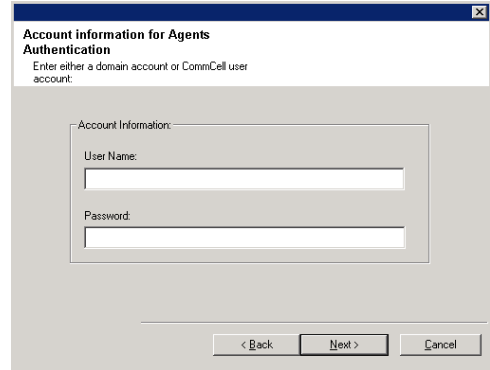 Account information for Agents
Authentication
Enter either a domain account or CommCell user
account:
Account Information:
User Name:
Password:
< Back
Next >
Cancel